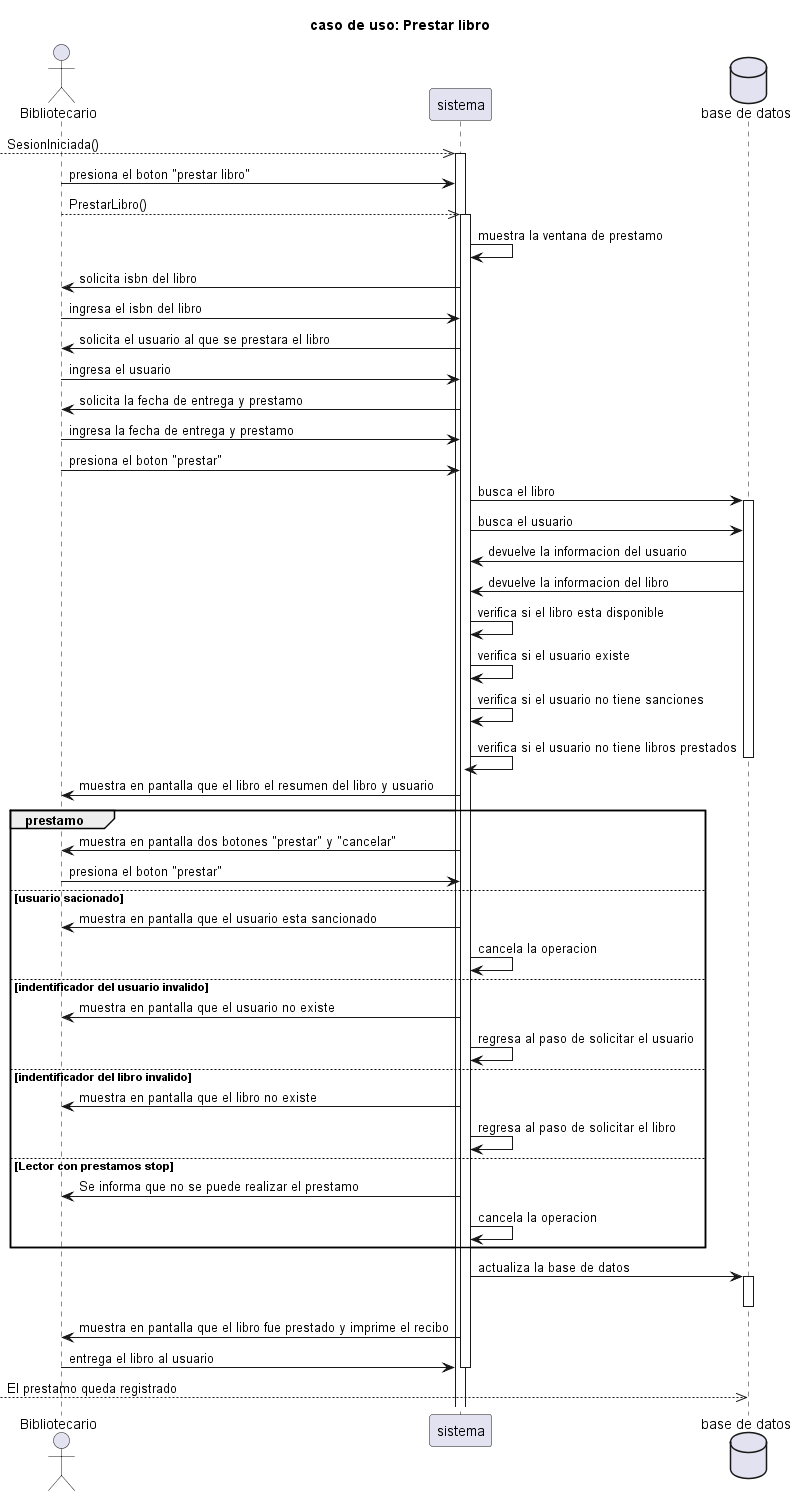 caso de uso: Prestar libro
Bibliotecario
sistema
base de datos
SesionIniciada()
presiona el boton "prestar libro"
PrestarLibro()
muestra la ventana de prestamo
solicita isbn del libro
ingresa el isbn del libro
solicita el usuario al que se prestara el libro
ingresa el usuario
solicita la fecha de entrega y prestamo
ingresa la fecha de entrega y prestamo
presiona el boton "prestar"
busca el libro
busca el usuario
devuelve la informacion del usuario
devuelve la informacion del libro
verifica si el libro esta disponible
verifica si el usuario existe
verifica si el usuario no tiene sanciones
verifica si el usuario no tiene libros prestados
muestra en pantalla que el libro el resumen del libro y usuario
prestamo
muestra en pantalla dos botones "prestar" y "cancelar"
presiona el boton "prestar"
[usuario sacionado]
muestra en pantalla que el usuario esta sancionado
cancela la operacion
[indentificador del usuario invalido]
muestra en pantalla que el usuario no existe
regresa al paso de solicitar el usuario
[indentificador del libro invalido]
muestra en pantalla que el libro no existe
regresa al paso de solicitar el libro
[Lector con prestamos stop]
Se informa que no se puede realizar el prestamo
cancela la operacion
actualiza la base de datos
muestra en pantalla que el libro fue prestado y imprime el recibo
entrega el libro al usuario
El prestamo queda registrado
Bibliotecario
sistema
base de datos